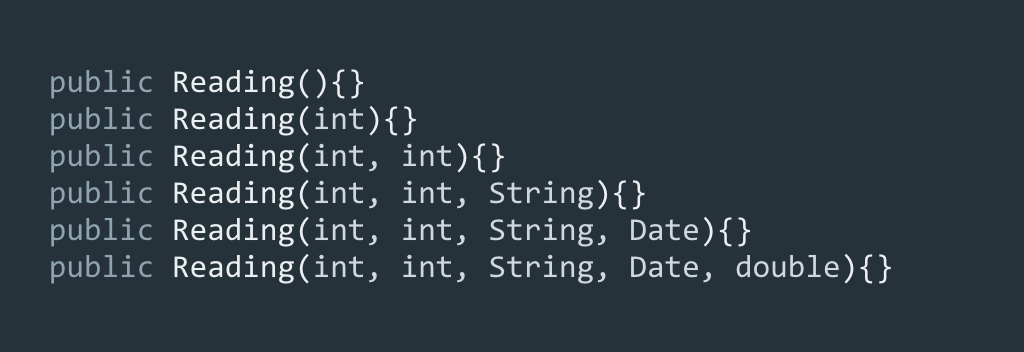 public Reading(){}
public Reading(int){}
public Reading(int, int){}
public Reading(int, int, String){}
public Reading(int, int, String, Date){}
public Reading(int, int, String, Date, double){}